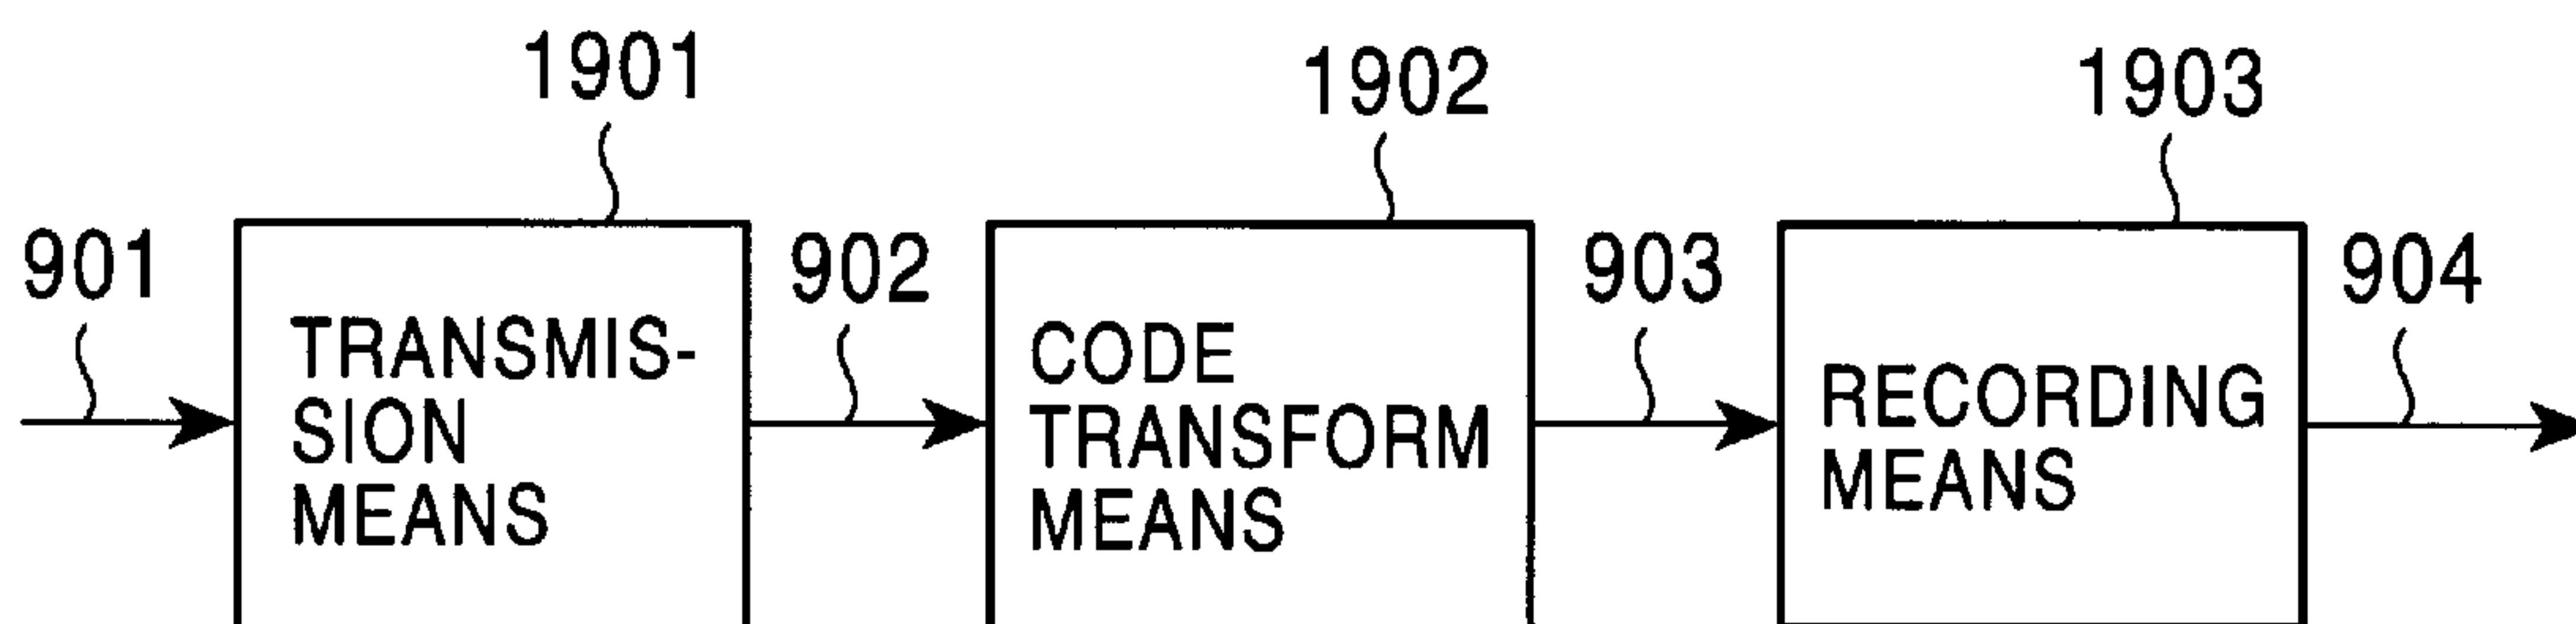 1901
1902
1903
901
902
903
904
TRANSMIS-
SION
MEANS
CODE
TRANSFORM
MEANS
RECORDING
MEANS